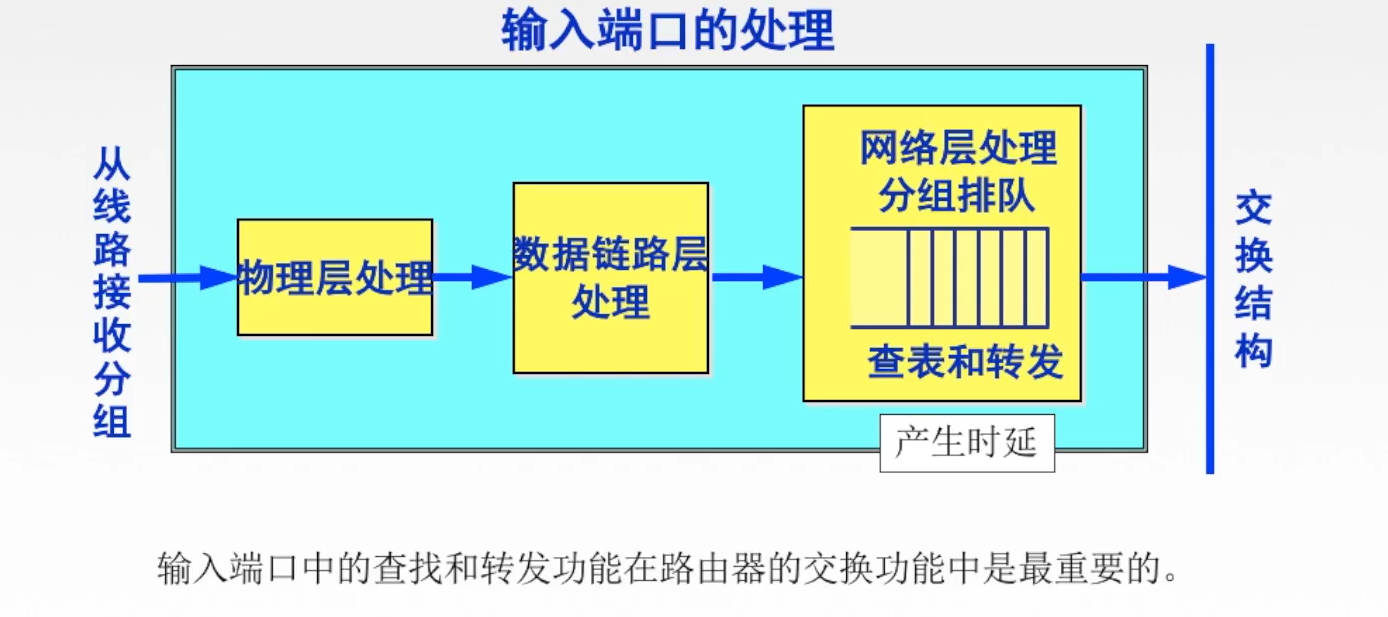 输入端口的处理
从线路接收分组
物理层处理
数据链路层
处理
网络层处理
分组排队
查表和转发
产生时延
交换结构
输入端口中的查找和转发功能在路由器的交换功能中是最重要的。